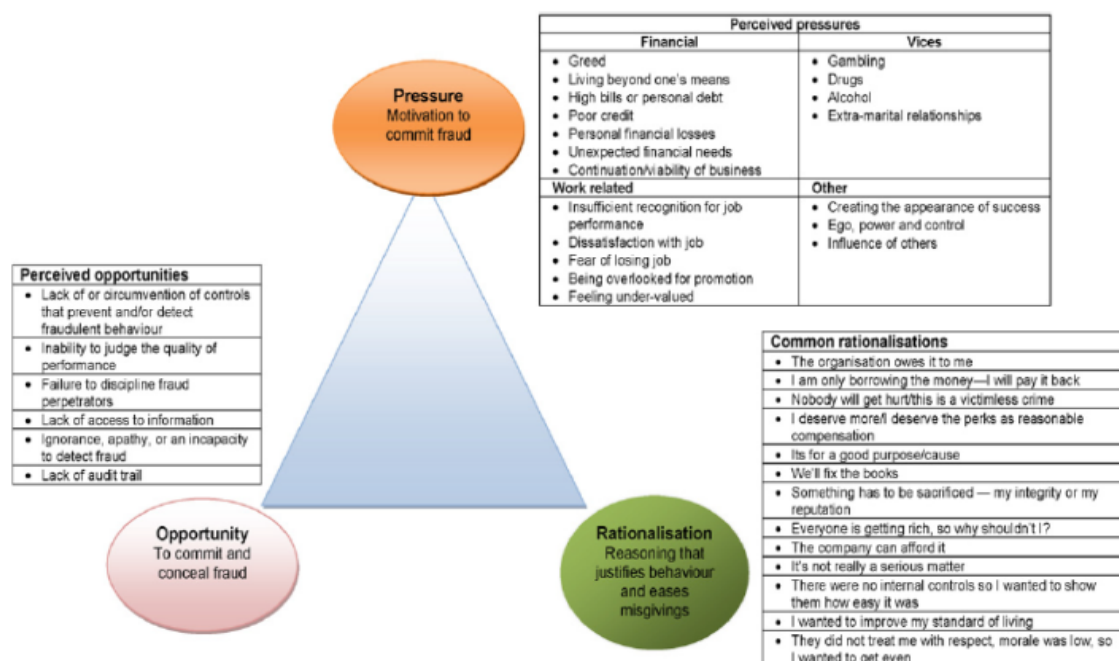 Perceived pressures
Financial
Vices
• Greed
• Living beyond one's means
• High bills or personal debt
• Poor credit
• Personal financial losses
• Unexpected financial needs
• Continuation/viability of business
• Gambling
• Drugs
• Alcohol
• Extra-marital relationships
Work related
Other
• Insufficient recognition for job
performance
• Dissatisfaction with job
• Fear of losing job
• Being overlooked for promotion
• Feeling under-valued
• Creating the appearance of success
• Ego, power and control
• Influence of others
Pressure
Motivation to
commit fraud
Perceived opportunities
• Lack of or circumvention of controls
that prevent and/or detect
fraudulent behaviour
• Inability to judge the quality of
performance
• Failure to discipline fraud
perpetrators
• Lack of access to information
• Ignorance, apathy, or an incapacity
to detect fraud
• Lack of audit trail
Opportunity
To commit and
conceal fraud
Rationalisation
Reasoning that
justifies behaviour
and eases
misgivings
Common rationalisations
• The organisation owes it to me
• I am only borrowing the money—I will pay it back
• Nobody will get hurt/this is a victimless crime
• I deserve more/I deserve the perks as reasonable
compensation
• Its for a good purpose/cause
• We'll fix the books
• Something has to be sacrificed — my integrity or my
reputation
• Everyone is getting rich, so why shouldn't I?
• The company can afford it
• It's not really a serious matter
• There were no internal controls so I wanted to show
them how easy it was
• I wanted to improve my standard of living
• They did not treat me with respect, morale was low, so
I wanted to get even